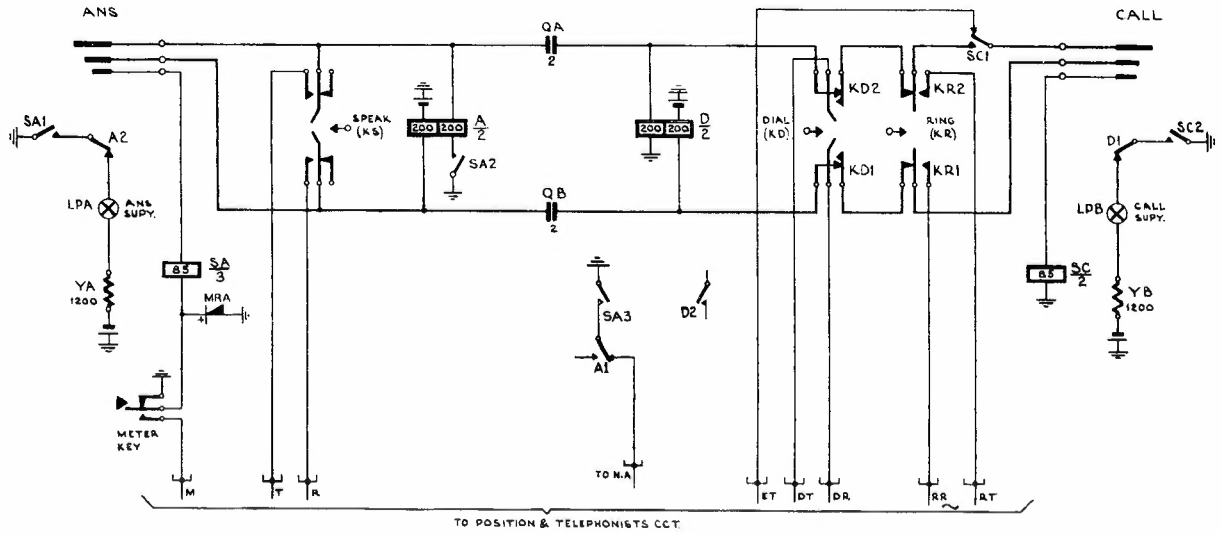 ANS
CALL
QA
2
SC1
SA1
A2
SPEAK
(KS)
200 200
A
2
SA2
200 200
D
2
DIAL
(KD)
KD2
KD1
RING
(KR)
KR2
KR1
D1
SC2
LPA
ANS
SUPY.
QB
2
LPB
CALL
SUPY.
YA
1200
85
SA
3
MRA
+
SA3
D2
A1
85
SC
2
YB
1200
METER
KEY
TO N.A
M
T
R
ET
DT
DR
RR
RT
TO POSITION & TELEPHONISTS CCT.